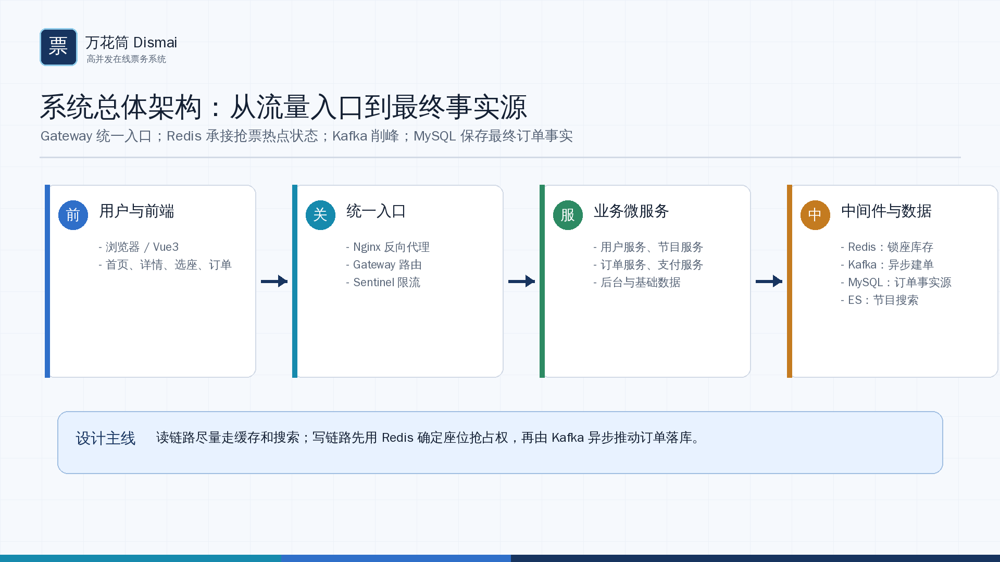 票
万花筒 Dismai
高并发在线票务系统
系统总体架构：从流量入口到最终事实源
Gateway 统一入口；Redis 承接抢票热点状态；Kafka 削峰；MySQL 保存最终订单事实
前
用户与前端
- 浏览器 / Vue3
- 首页、详情、选座、订单
关
统一入口
- Nginx 反向代理
- Gateway 路由
- Sentinel 限流
服
业务微服务
- 用户服务、节目服务
- 订单服务、支付服务
- 后台与基础数据
中
中间件与数据
- Redis：锁座库存
- Kafka：异步建单
- MySQL：订单事实源
- ES：节目搜索
设计主线
读链路尽量走缓存和搜索；写链路先用 Redis 确定座位抢占权，再由 Kafka 异步推动订单落库。